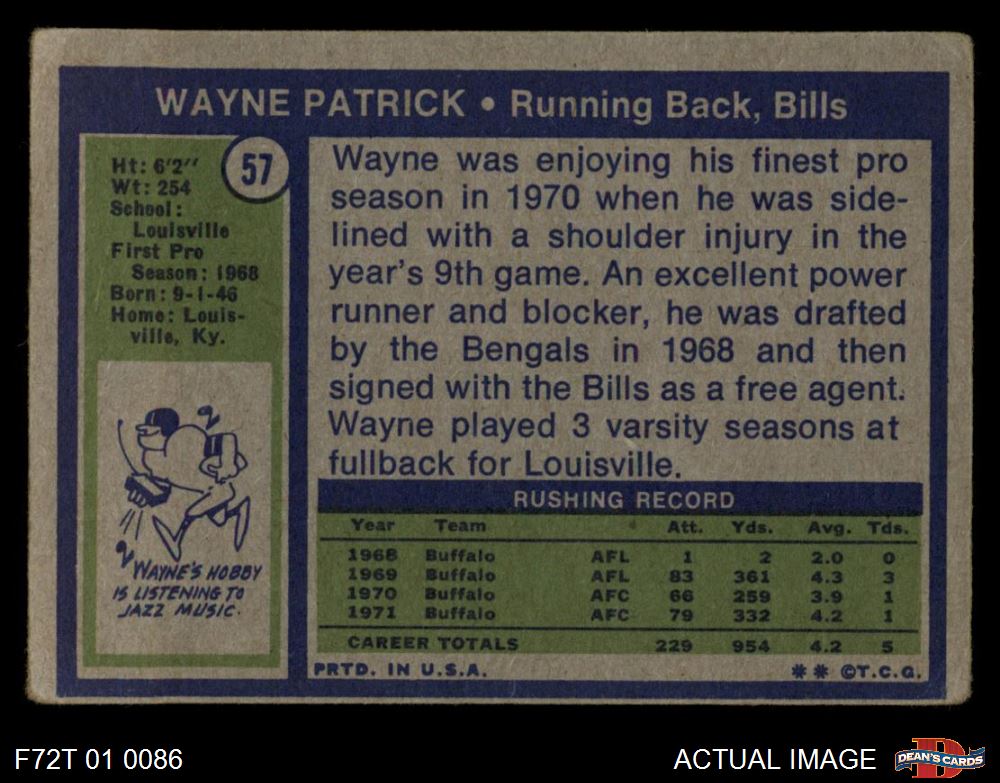 WAYNE PATRICK • Running Back, Bills
57
Ht: 6'2"
Wt: 254
School:
Louisville
First Pro
Season: 1968
Born: 9-1-46
Home: Louis-
ville, Ky.
WAYNE'S HOBBY
IS LISTENING TO
JAZZ MUSIC.
Wayne was enjoying his finest pro
season in 1970 when he was side-
lined with a shoulder injury in the
year's 9th game. An excellent power
runner and blocker, he was drafted
by the Bengals in 1968 and then
signed with the Bills as a free agent.
Wayne played 3 varsity seasons at
fullback for Louisville.
RUSHING RECORD
Year Team Att. Yds. Avg. Tds.
1968 Buffalo AFL 1 2 2.0 0
1969 Buffalo AFL 83 361 4.3 3
1970 Buffalo AFC 66 259 3.9 1
1971 Buffalo AFC 79 332 4.2 1
CAREER TOTALS 229 954 4.2 5
PRTD. IN U.S.A. ** ©T.C.G.
F72T 01 0086
ACTUAL IMAGE
D
DEAN'S CARDS